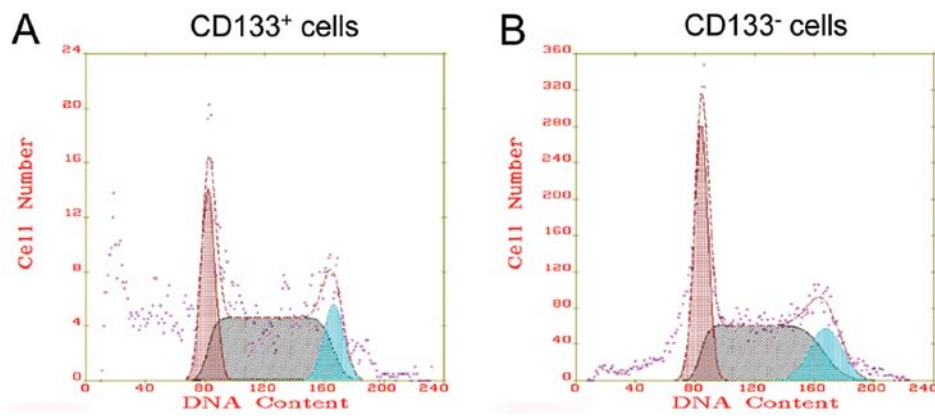 A CD133⁺ cells
24
20
16
12
8
4
0
Cell Number
0 40 80 120 160 200 240
DNA Content
B CD133⁻ cells
360
320
280
240
200
160
120
80
40
0
Cell Number
0 40 80 120 160 200 240
DNA Content